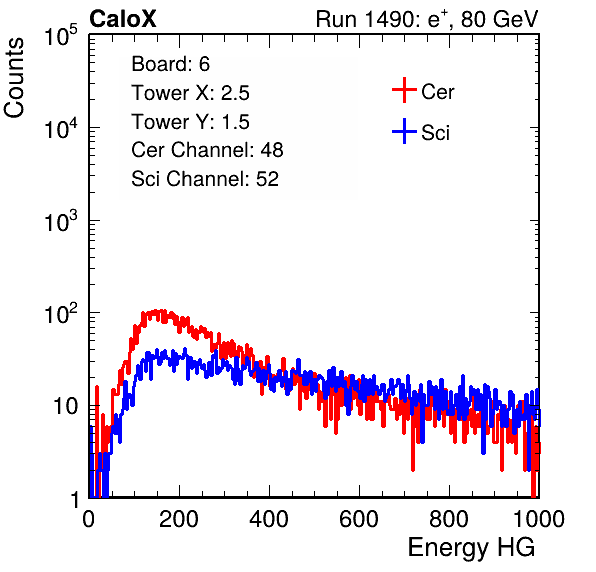 CaloX Run 1490: e⁺, 80 GeV
Counts
10⁵
10⁴
10³
10²
10
1
Board: 6
Tower X: 2.5
Tower Y: 1.5
Cer Channel: 48
Sci Channel: 52
Cer
Sci
0 200 400 600 800 1000
Energy HG